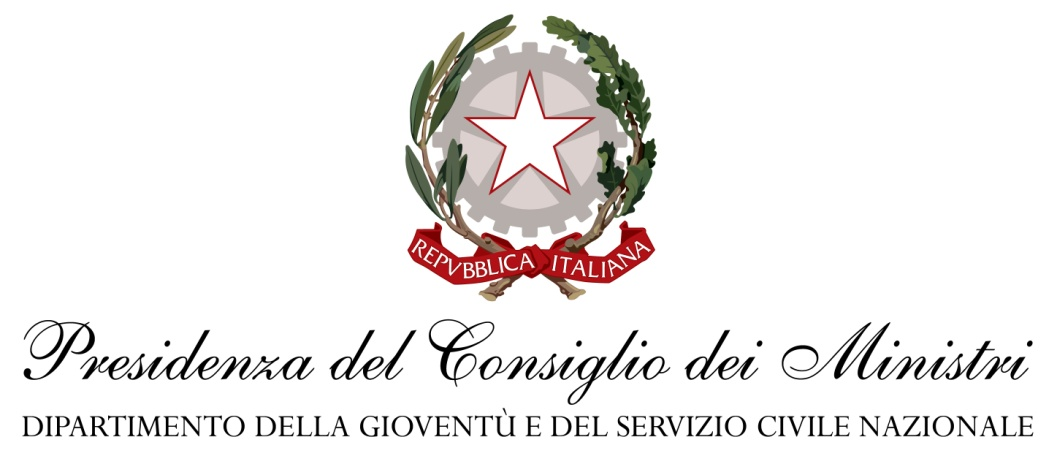 REPVBBLICA ITALIANA
Presidenza del Consiglio dei Ministri
DIPARTIMENTO DELLA GIOVENTÙ E DEL SERVIZIO CIVILE NAZIONALE